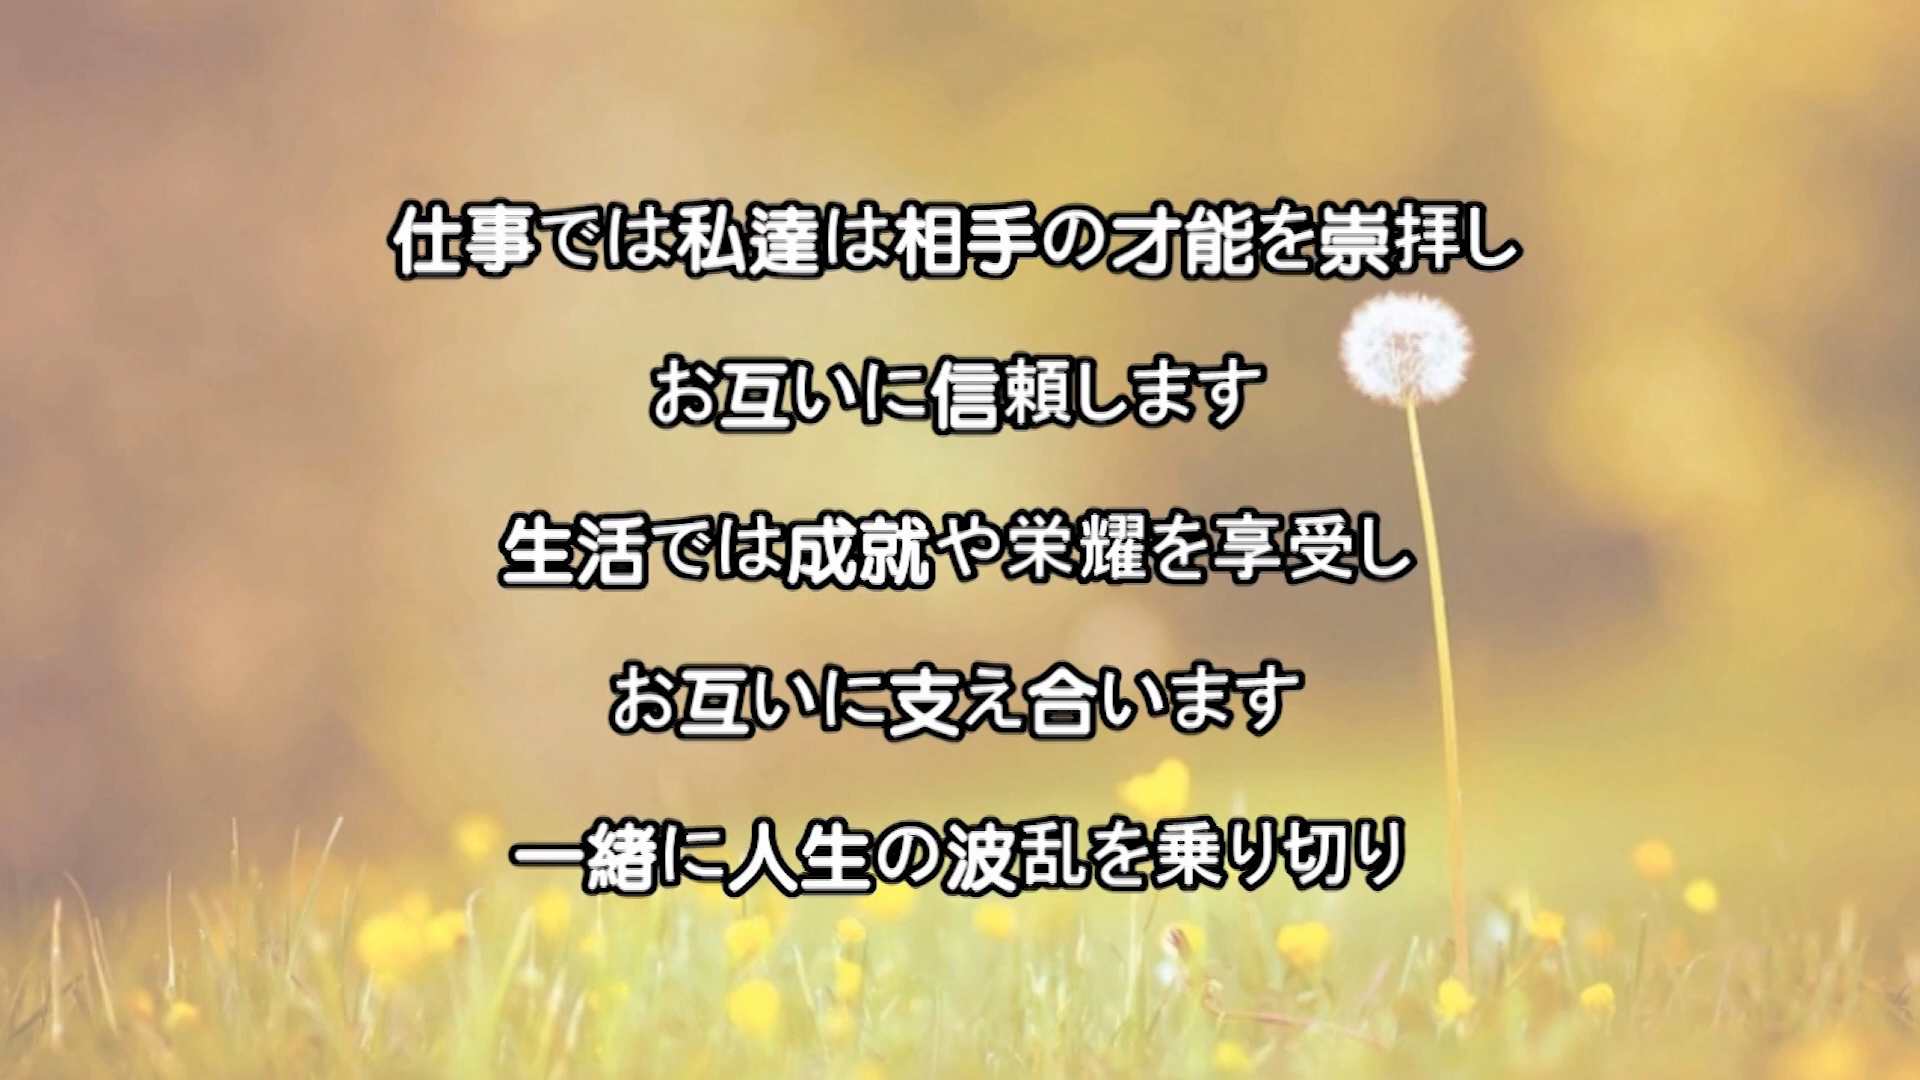 仕事では私達は相手の才能を崇拝し
お互いに信頼します
生活では成就や栄耀を享受し
お互いに支え合います
一緒に人生の波乱を乗り切り